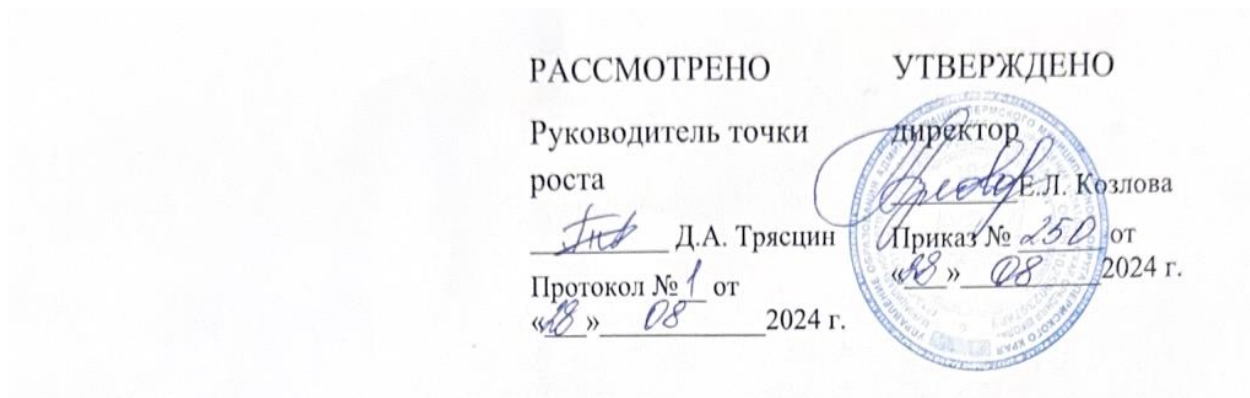 РАССМОТРЕНО
Руководитель точки
роста
Д.А. Трясцин
Протокол № 1 от
«28» 08 2024 г.
УТВЕРЖДЕНО
директор
Е.Л. Козлова
Приказ № 250 от
«28» 08 2024 г.